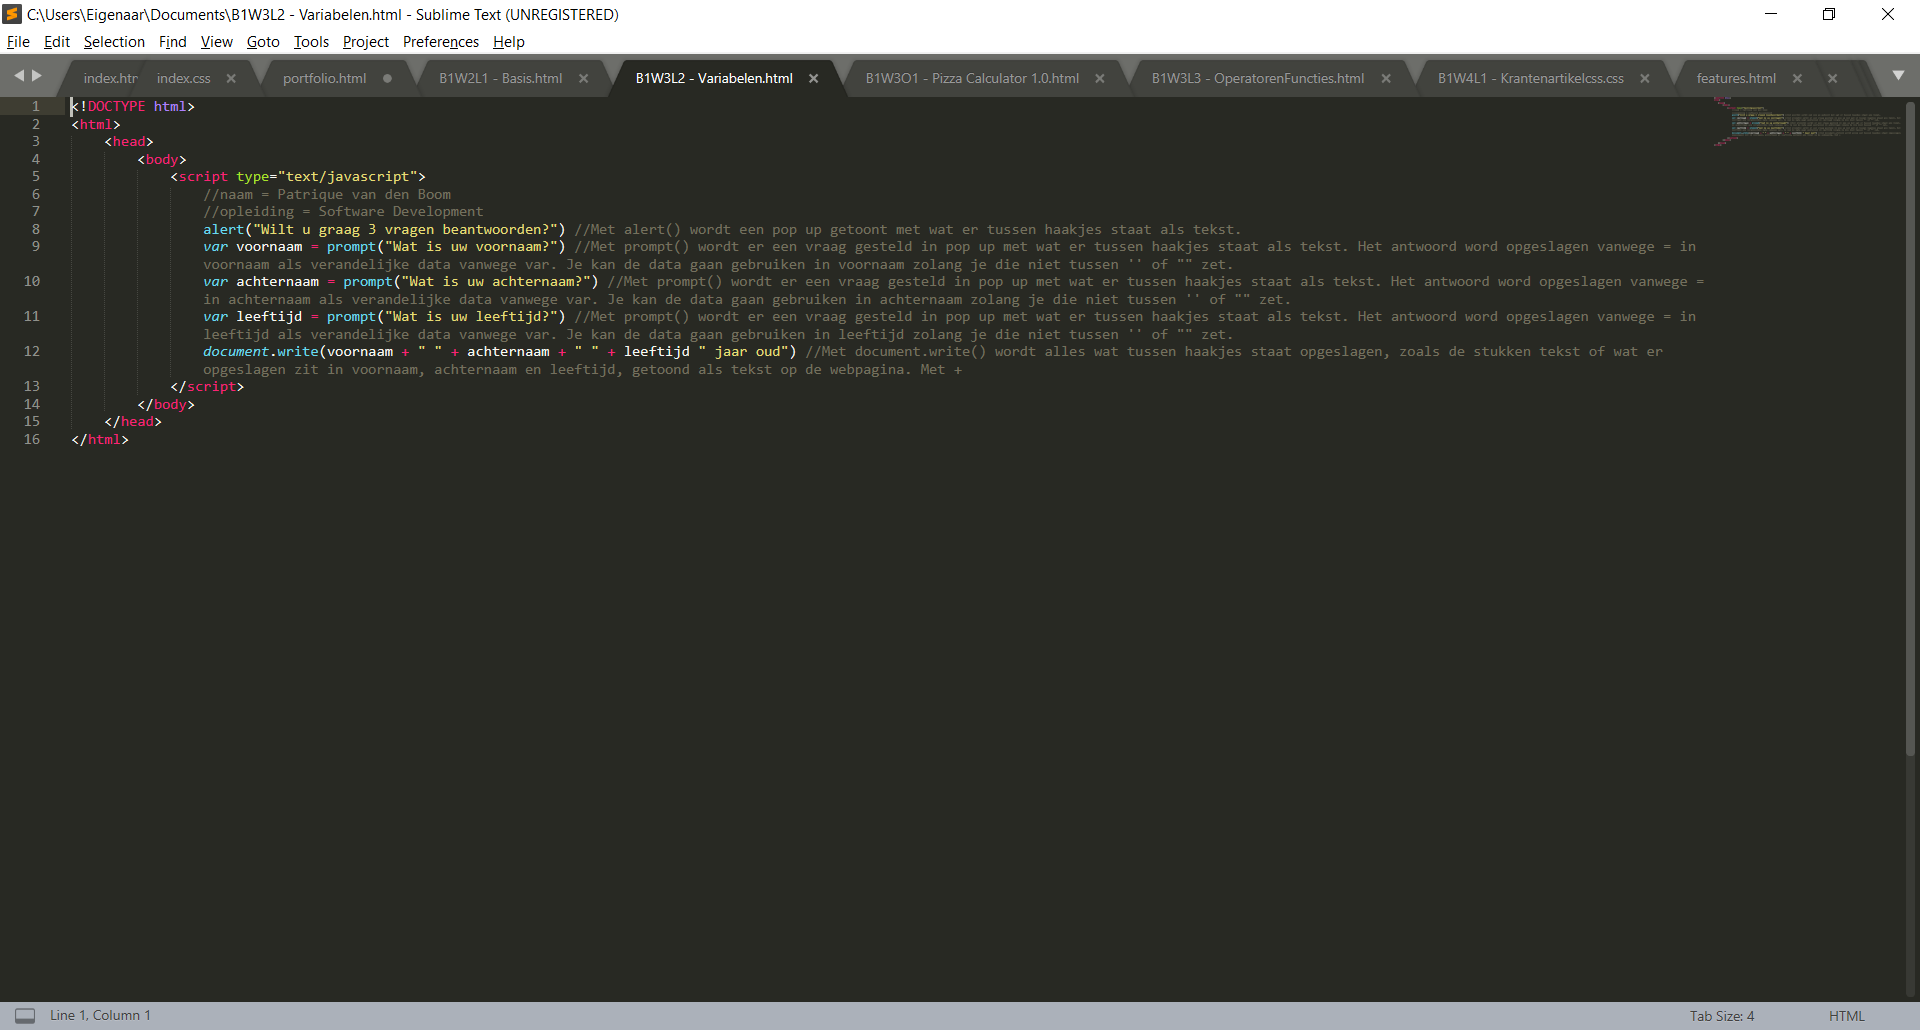 C:\Users\Eigenaar\Documents\B1W3L2 - Variabelen.html - Sublime Text (UNREGISTERED)
File Edit Selection Find View Goto Tools Project Preferences Help
index.htr index.css portfolio.html B1W2L1 - Basis.html B1W3L2 - Variabelen.html B1W3O1 - Pizza Calculator 1.0.html B1W3L3 - OperatorenFuncties.html B1W4L1 - Krantenartikelcss.css features.html
1 <!DOCTYPE html>
2 <html>
3 <head>
4 <body>
5 <script type="text/javascript">
6 //naam = Patrique van den Boom
7 //opleiding = Software Development
8 alert("Wilt u graag 3 vragen beantwoorden?") //Met alert() wordt een pop up getoont met wat er tussen haakjes staat als tekst.
9 var voornaam = prompt("Wat is uw voornaam?") //Met prompt() wordt er een vraag gesteld in pop up met wat er tussen haakjes staat als tekst. Het antwoord word opgeslagen vanwege = in
voornaam als verandelijke data vanwege var. Je kan de data gaan gebruiken in voornaam zolang je die niet tussen '' of "" zet.
10 var achternaam = prompt("Wat is uw achternaam?") //Met prompt() wordt er een vraag gesteld in pop up met wat er tussen haakjes staat als tekst. Het antwoord word opgeslagen vanwege =
in achternaam als verandelijke data vanwege var. Je kan de data gaan gebruiken in achternaam zolang je die niet tussen '' of "" zet.
11 var leeftijd = prompt("Wat is uw leeftijd?") //Met prompt() wordt er een vraag gesteld in pop up met wat er tussen haakjes staat als tekst. Het antwoord word opgeslagen vanwege = in
leeftijd als verandelijke data vanwege var. Je kan de data gaan gebruiken in leeftijd zolang je die niet tussen '' of "" zet.
12 document.write(voornaam + " " + achternaam + " " + leeftijd " jaar oud") //Met document.write() wordt alles wat tussen haakjes staat opgeslagen, zoals de stukken tekst of wat er
opgeslagen zit in voornaam, achternaam en leeftijd, getoond als tekst op de webpagina. Met +
13 </script>
14 </body>
15 </head>
16 </html>
Line 1, Column 1 Tab Size: 4 HTML